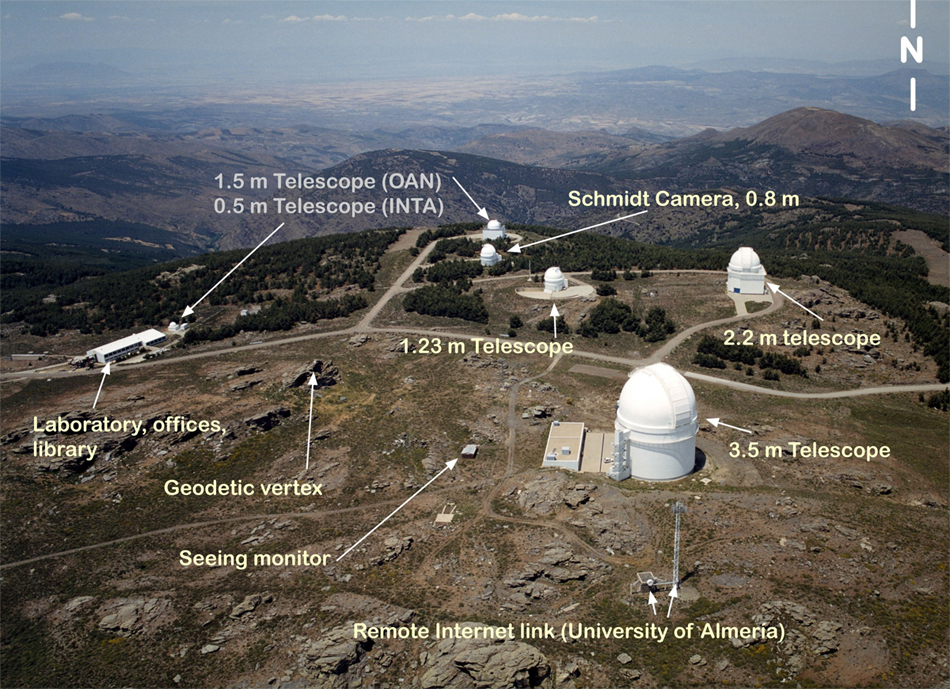 N
1.5 m Telescope (OAN)
0.5 m Telescope (INTA)
Schmidt Camera, 0.8 m
1.23 m Telescope
2.2 m telescope
Laboratory, offices,
library
3.5 m Telescope
Geodetic vertex
Seeing monitor
Remote Internet link (University of Almeria)